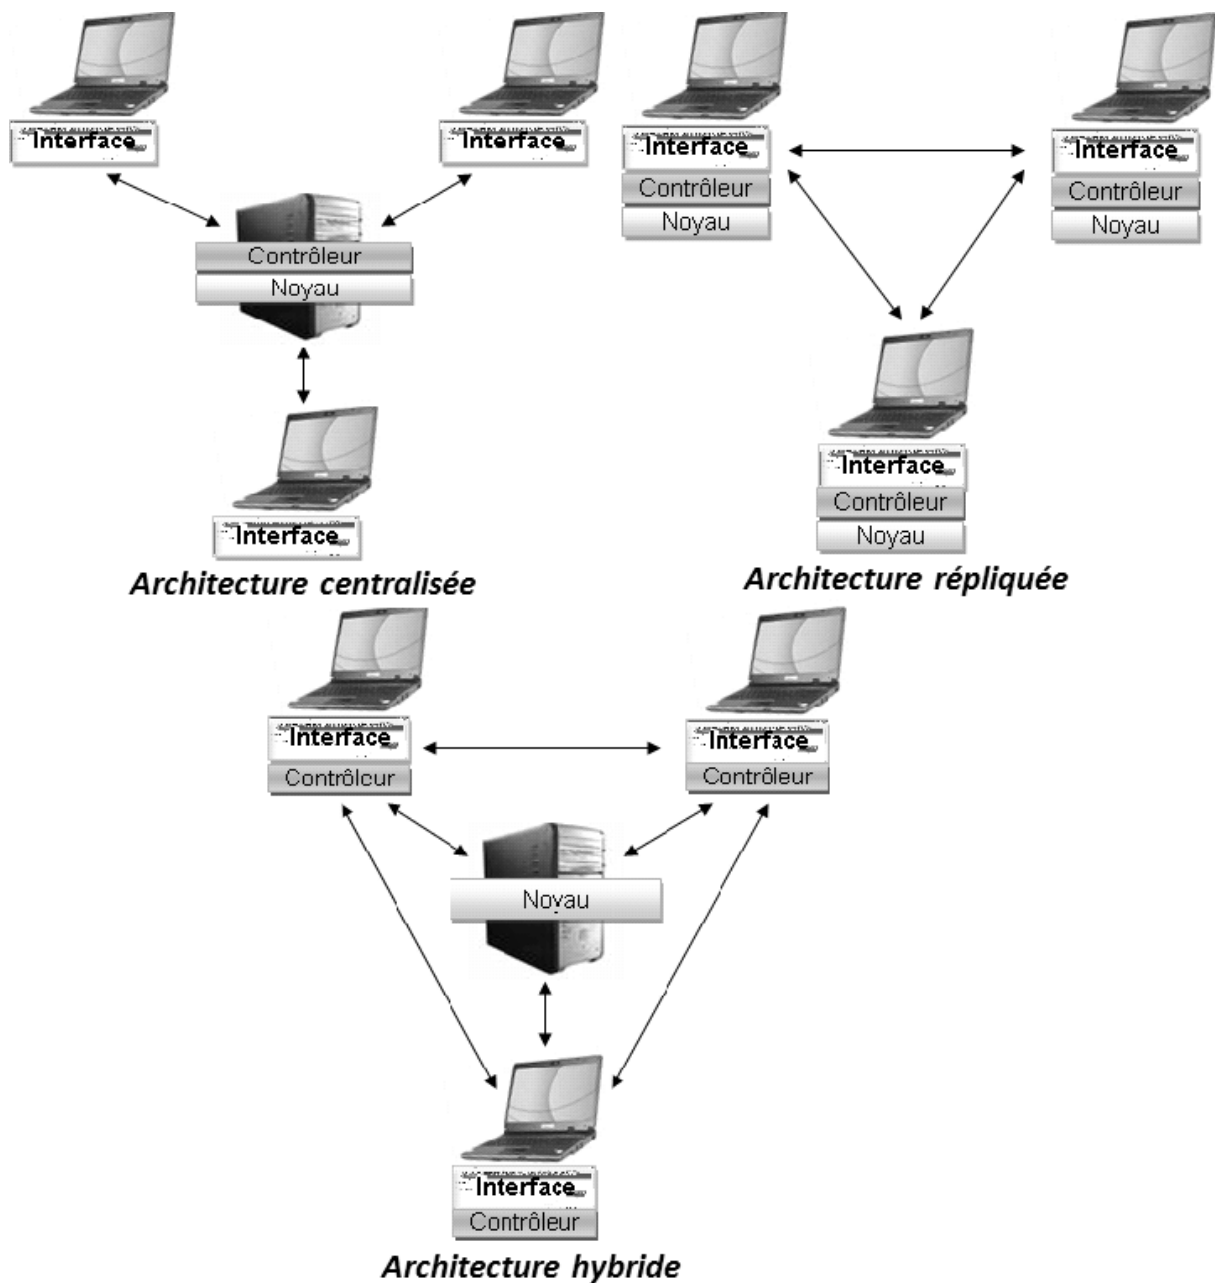 Interface
Interface
Contrôleur
Noyau
Interface
Architecture centralisée
Interface
Contrôleur
Noyau
Interface
Contrôleur
Noyau
Interface
Contrôleur
Noyau
Architecture répliquée
Interface
Contrôleur
Interface
Contrôleur
Noyau
Interface
Contrôleur
Architecture hybride